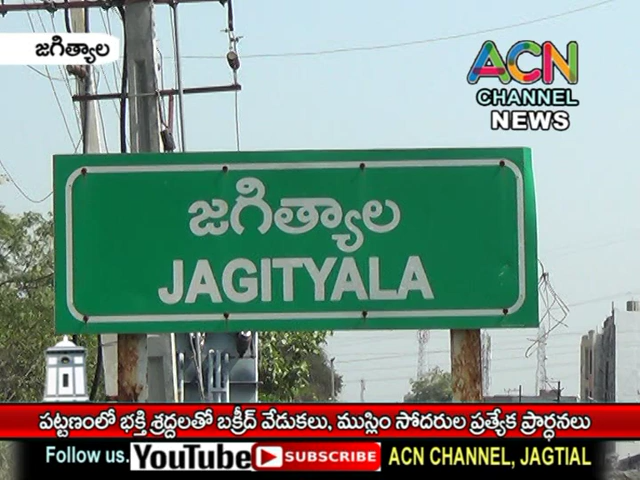 జగిత్యాల
ACN
CHANNEL
NEWS
జగిత్యాల
JAGITYALA
పట్టణంలో భక్తి శ్రద్దలతో బక్రీద్ వేడుకలు, ముస్లిం సోదరుల ప్రత్యేక ప్రార్ధనలు
Follow us. YouTube SUBSCRIBE ACN CHANNEL, JAGTIAL